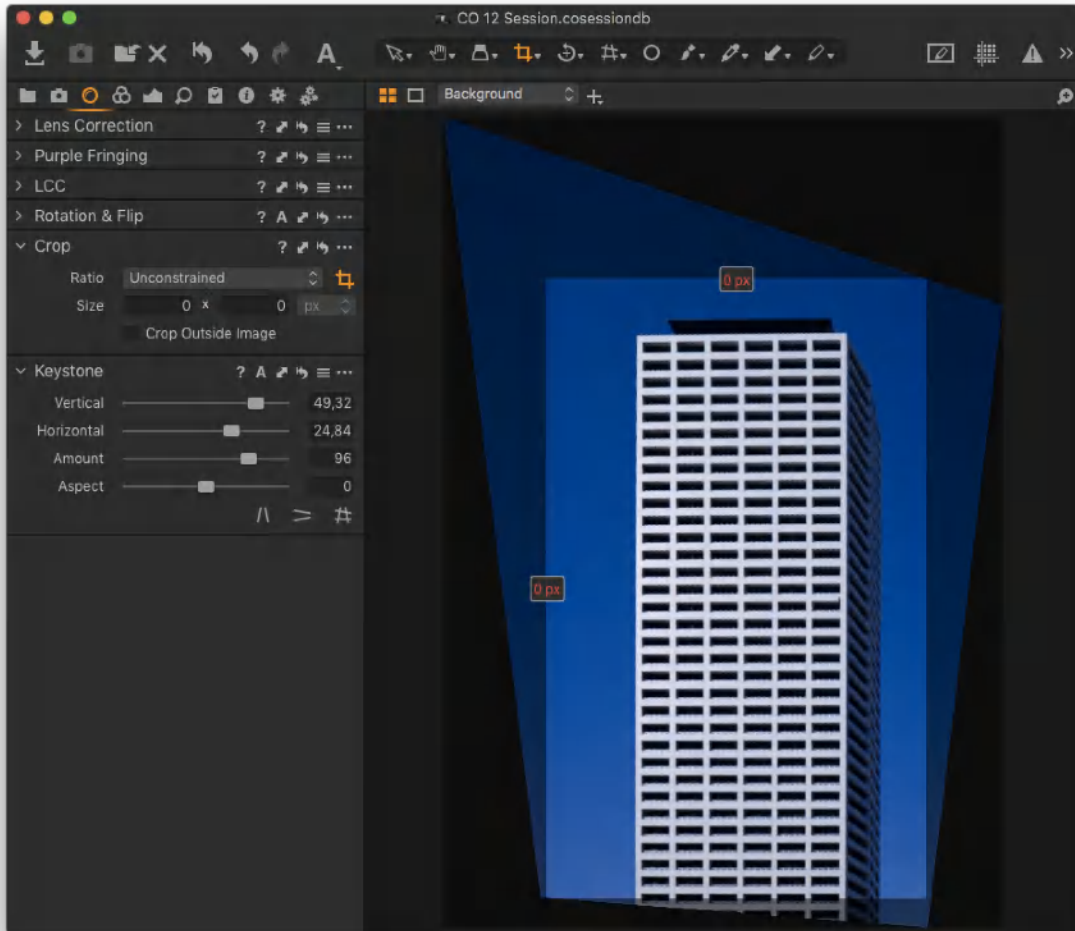 CO 12 Session.cosessiondb
A
Background
Lens Correction ?
Purple Fringing ?
LCC ?
Rotation & Flip ? A
Crop ?
Ratio Unconstrained
Size 0 x 0 px
Crop Outside Image
Keystone ? A
Vertical 49,32
Horizontal 24,84
Amount 96
Aspect 0
0 px
0 px